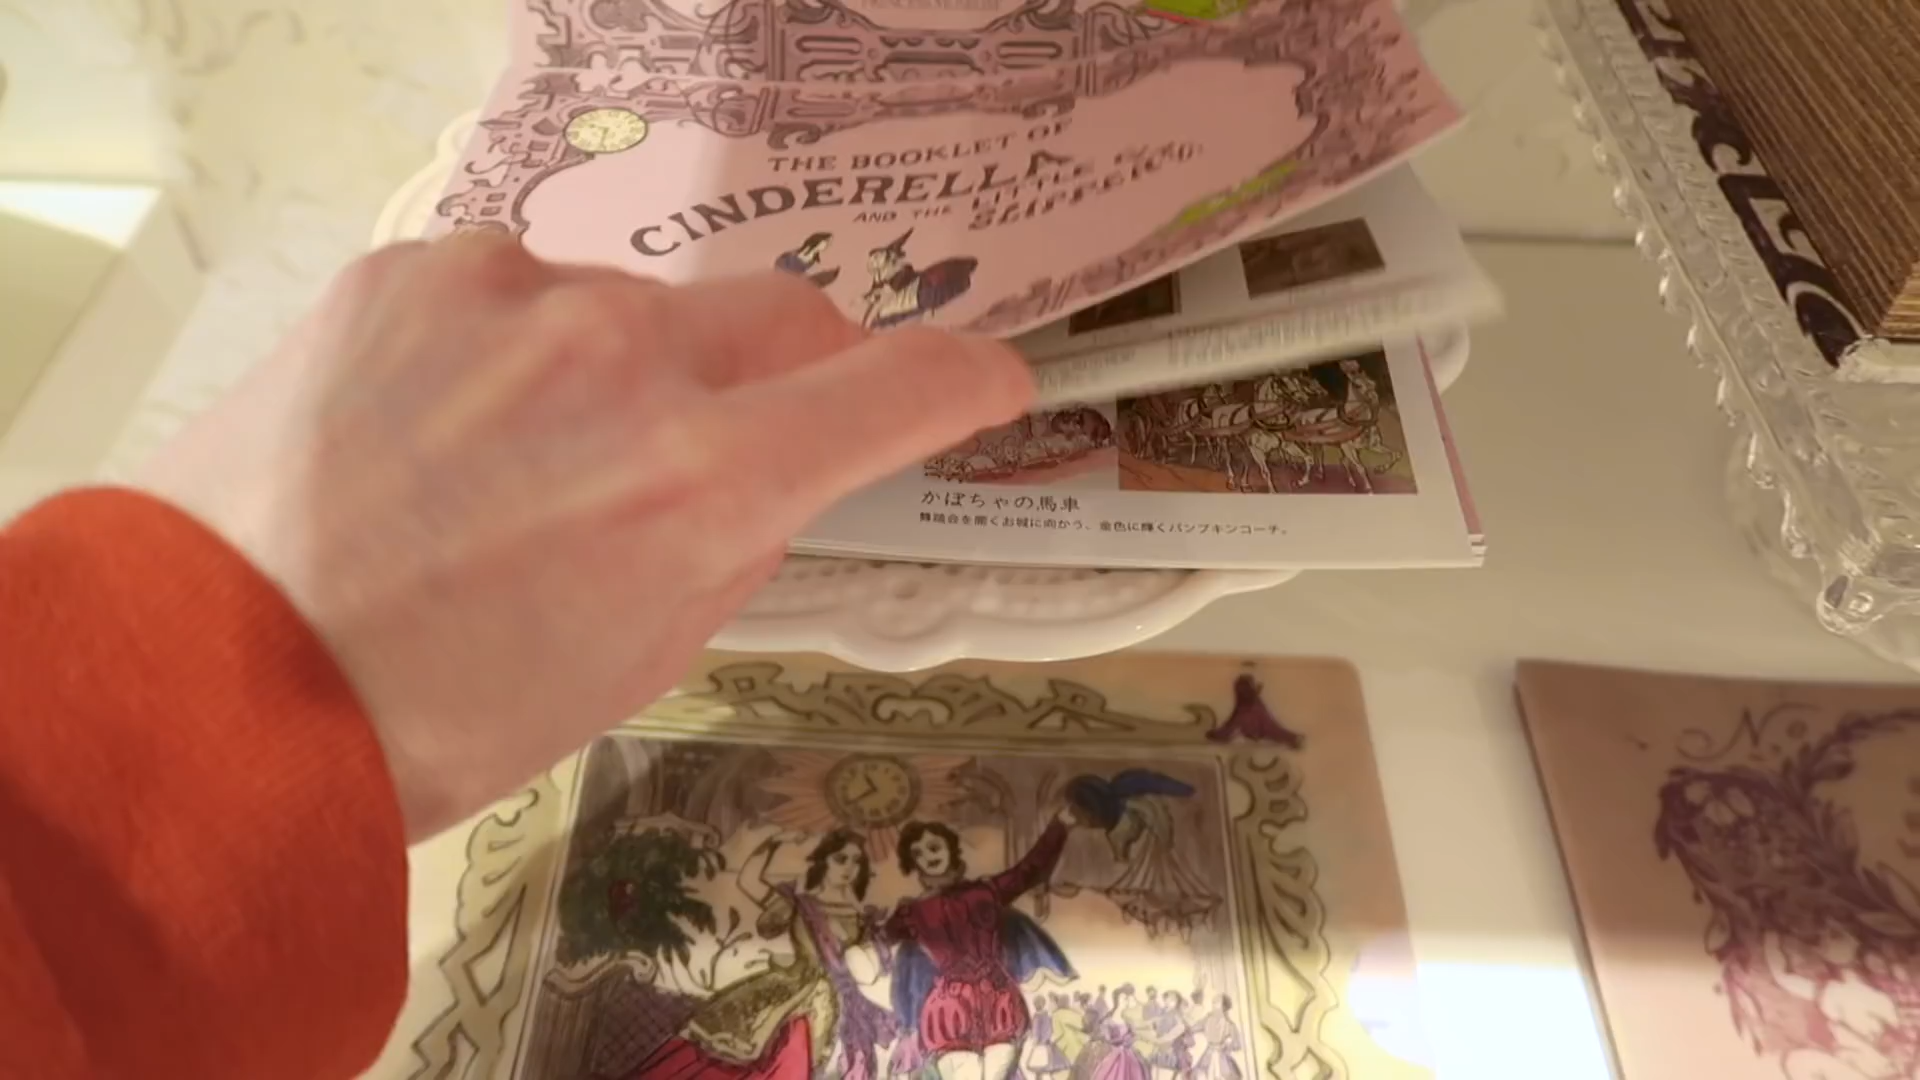 THE BOOKLET OF
CINDERELLA
AND THE LITTLE
SLIPPER
かぼちゃの馬車
舞踏会を開くお城に向かう、金色に輝くパンプキンコーチ。